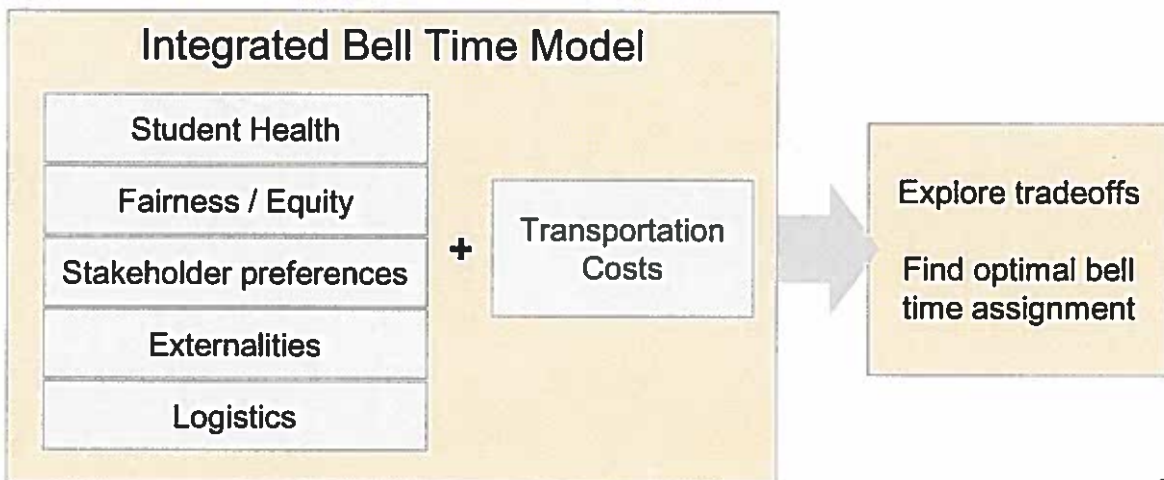 Integrated Bell Time Model
Student Health
Fairness / Equity
Stakeholder preferences
Externalities
Logistics
+
Transportation
Costs
Explore tradeoffs
Find optimal bell
time assignment